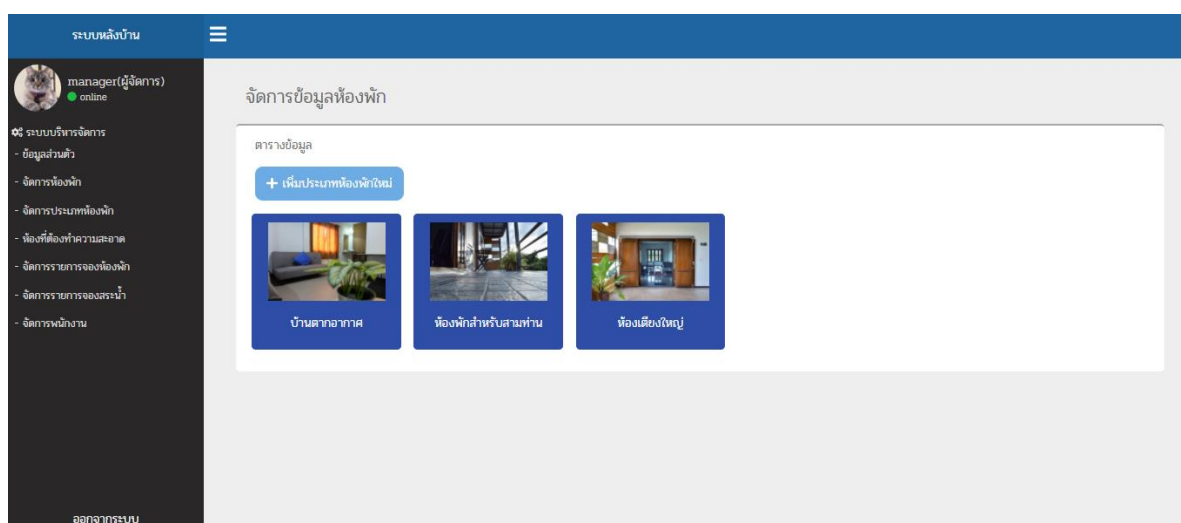 ระบบหลังบ้าน
manager(ผู้จัดการ)
online
ระบบบริหารจัดการ
- ข้อมูลส่วนตัว
- จัดการห้องพัก
- จัดการประเภทห้องพัก
- ห้องที่ต้องทำความสะอาด
- จัดการรายการจองห้องพัก
- จัดการรายการจองสระน้ำ
- จัดการพนักงาน
ออกจากระบบ
จัดการข้อมูลห้องพัก
ตารางข้อมูล
+ เพิ่มประเภทห้องพักใหม่
บ้านตากอากาศ
ห้องพักสำหรับสามท่าน
ห้องเตียงใหญ่